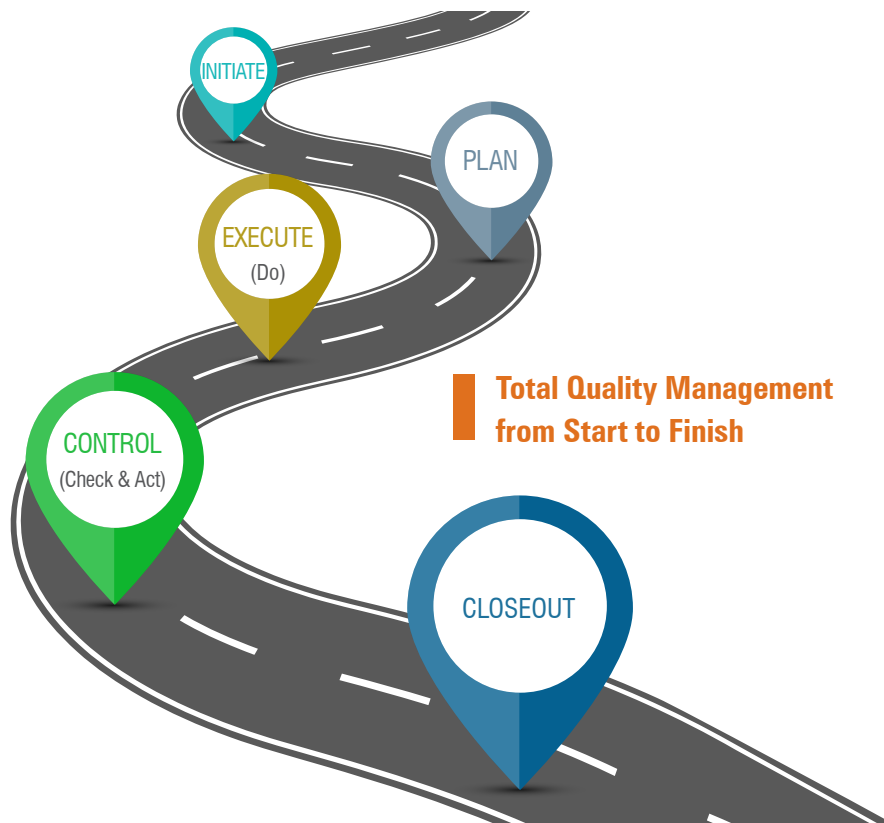 INITIATE
PLAN
EXECUTE
(Do)
Total Quality Management
from Start to Finish
CONTROL
(Check & Act)
CLOSEOUT